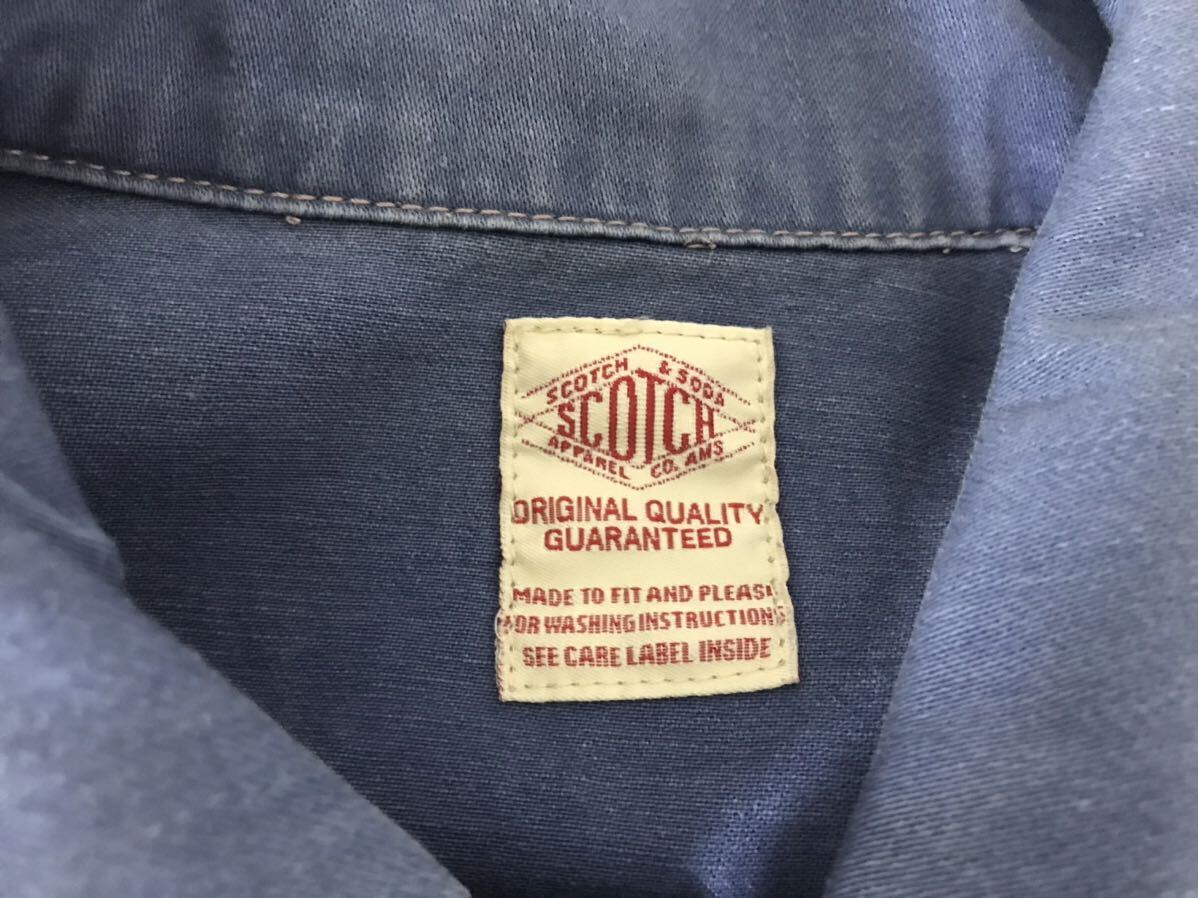 SCOTCH & SODA
SCOTCH
APPAREL CO. AMS
ORIGINAL QUALITY
GUARANTEED
MADE TO FIT AND PLEASE
FOR WASHING INSTRUCTIONS
SEE CARE LABEL INSIDE